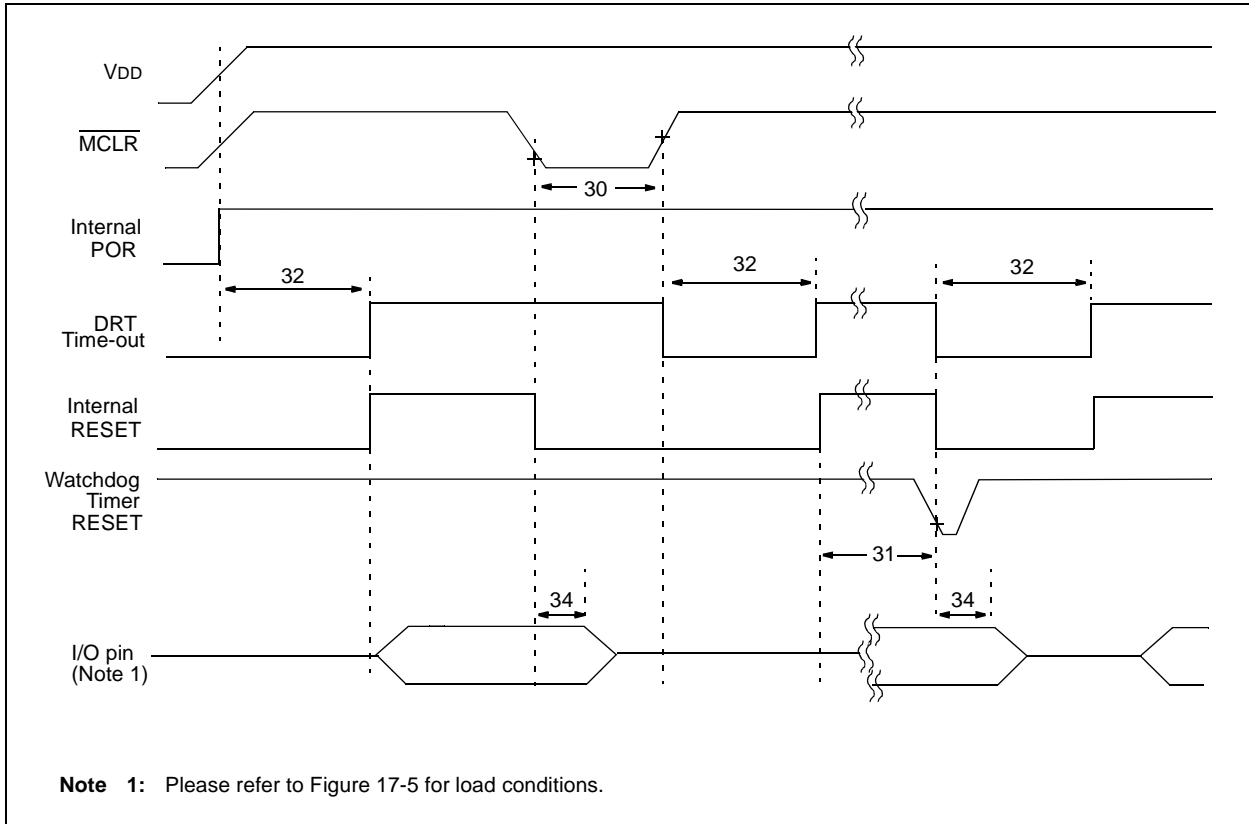 VDD
MCLR
30
Internal
POR
32
32
32
DRT
Time-out
Internal
RESET
Watchdog
Timer
RESET
31
34
34
I/O pin
(Note 1)
Note 1: Please refer to Figure 17-5 for load conditions.